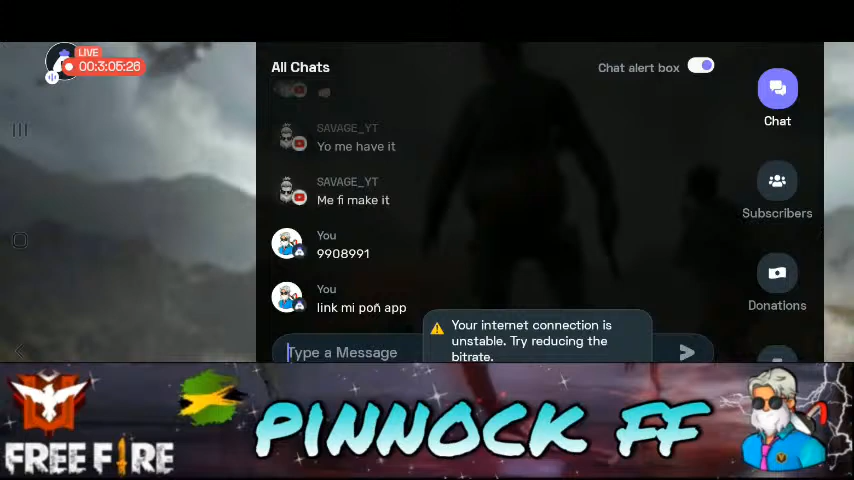 LIVE
00:3:05:26
All Chats
Chat alert box
Chat
SAVAGE_YT
Yo me have it
SAVAGE_YT
Me fi make it
Subscribers
You
9908991
You
link mi poñ app
Donations
Your internet connection is
unstable. Try reducing the
bitrate.
Type a Message
PINNOCK FF
FREE FIRE